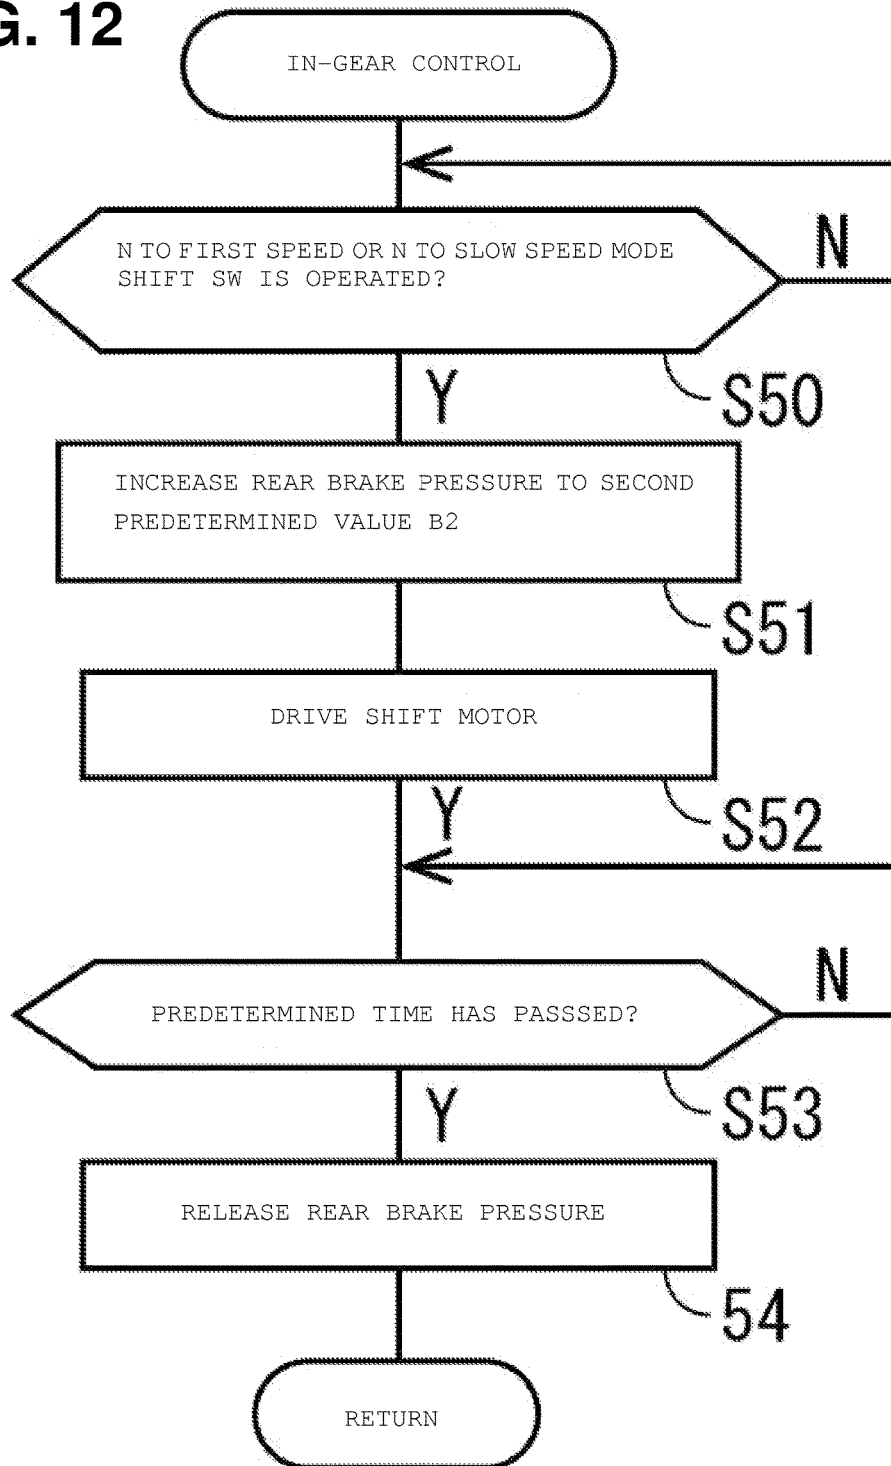 G. 12
IN-GEAR CONTROL
N TO FIRST SPEED OR N TO SLOW SPEED MODE
SHIFT SW IS OPERATED?
N
Y
S50
INCREASE REAR BRAKE PRESSURE TO SECOND
PREDETERMINED VALUE B2
S51
DRIVE SHIFT MOTOR
Y
S52
PREDETERMINED TIME HAS PASSSED?
N
Y
S53
RELEASE REAR BRAKE PRESSURE
54
RETURN